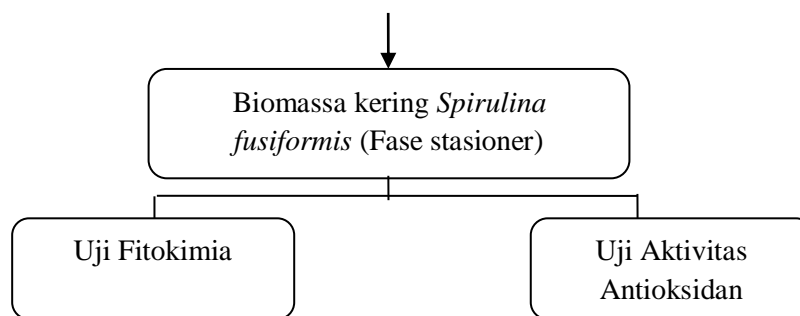 Biomassa kering Spirulina
fusiformis (Fase stasioner)
Uji Fitokimia
Uji Aktivitas
Antioksidan